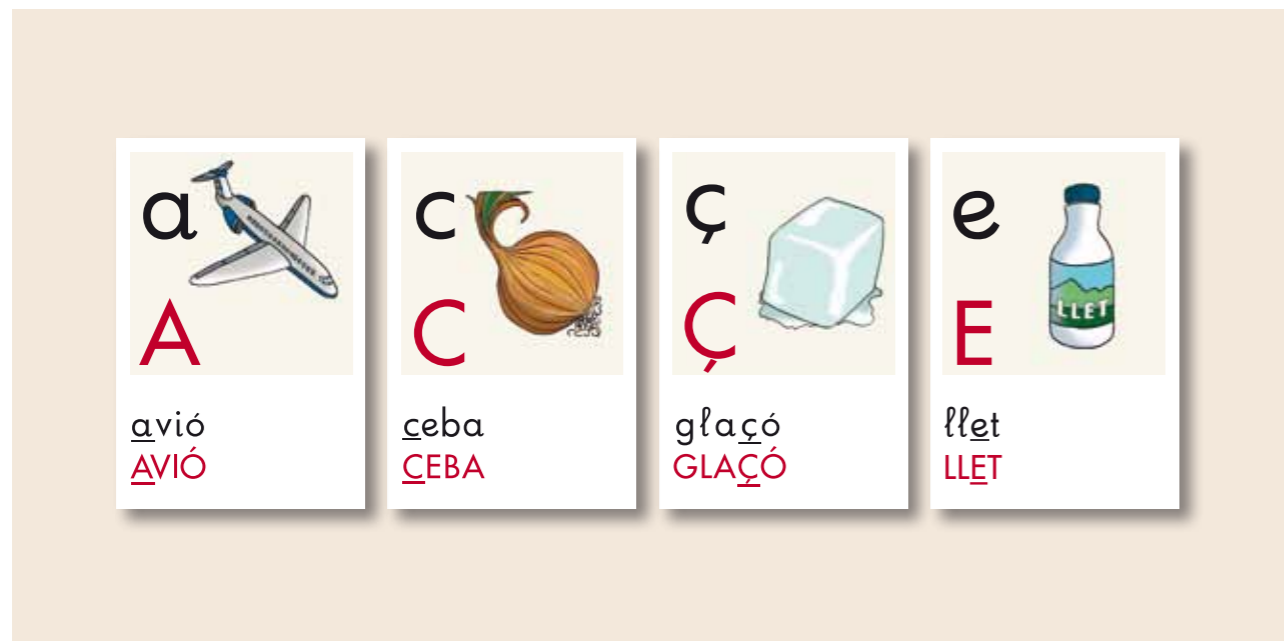 a
A
avió
AVIÓ
c
C
ceba
CEBA
ç
Ç
glaçó
GLAÇÓ
e
E
LLET
llet
LLET